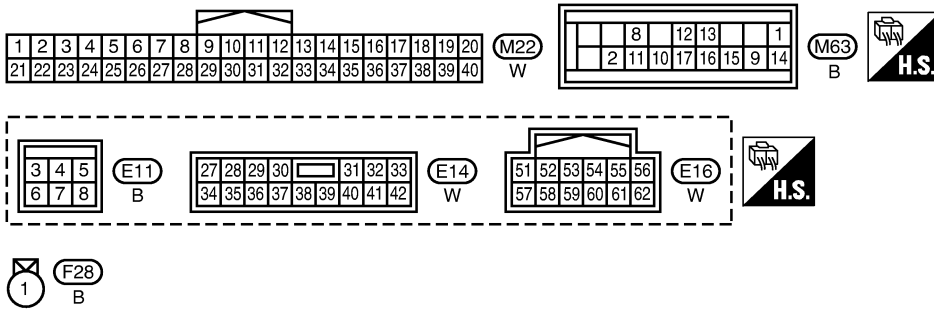 1 2 3 4 5 6 7 8 9 10 11 12 13 14 15 16 17 18 19 20
21 22 23 24 25 26 27 28 29 30 31 32 33 34 35 36 37 38 39 40
M22
W
8 12 13 1
2 11 10 17 16 15 9 14
M63
B
H.S.
3 4 5
6 7 8
E11
B
27 28 29 30 31 32 33
34 35 36 37 38 39 40 41 42
E14
W
51 52 53 54 55 56
57 58 59 60 61 62
E16
W
H.S.
1
F28
B